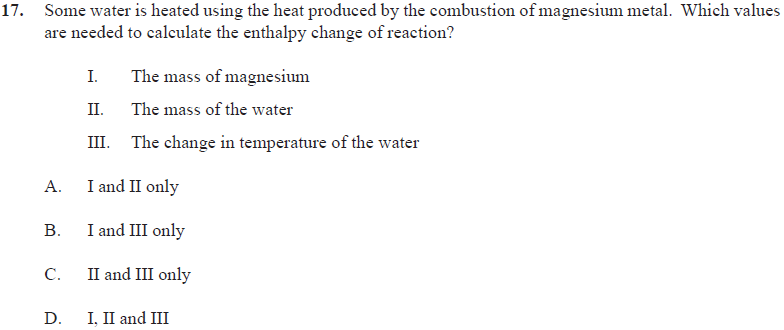 17. Some water is heated using the heat produced by the combustion of magnesium metal. Which values
are needed to calculate the enthalpy change of reaction?
I. The mass of magnesium
II. The mass of the water
III. The change in temperature of the water
A. I and II only
B. I and III only
C. II and III only
D. I, II and III